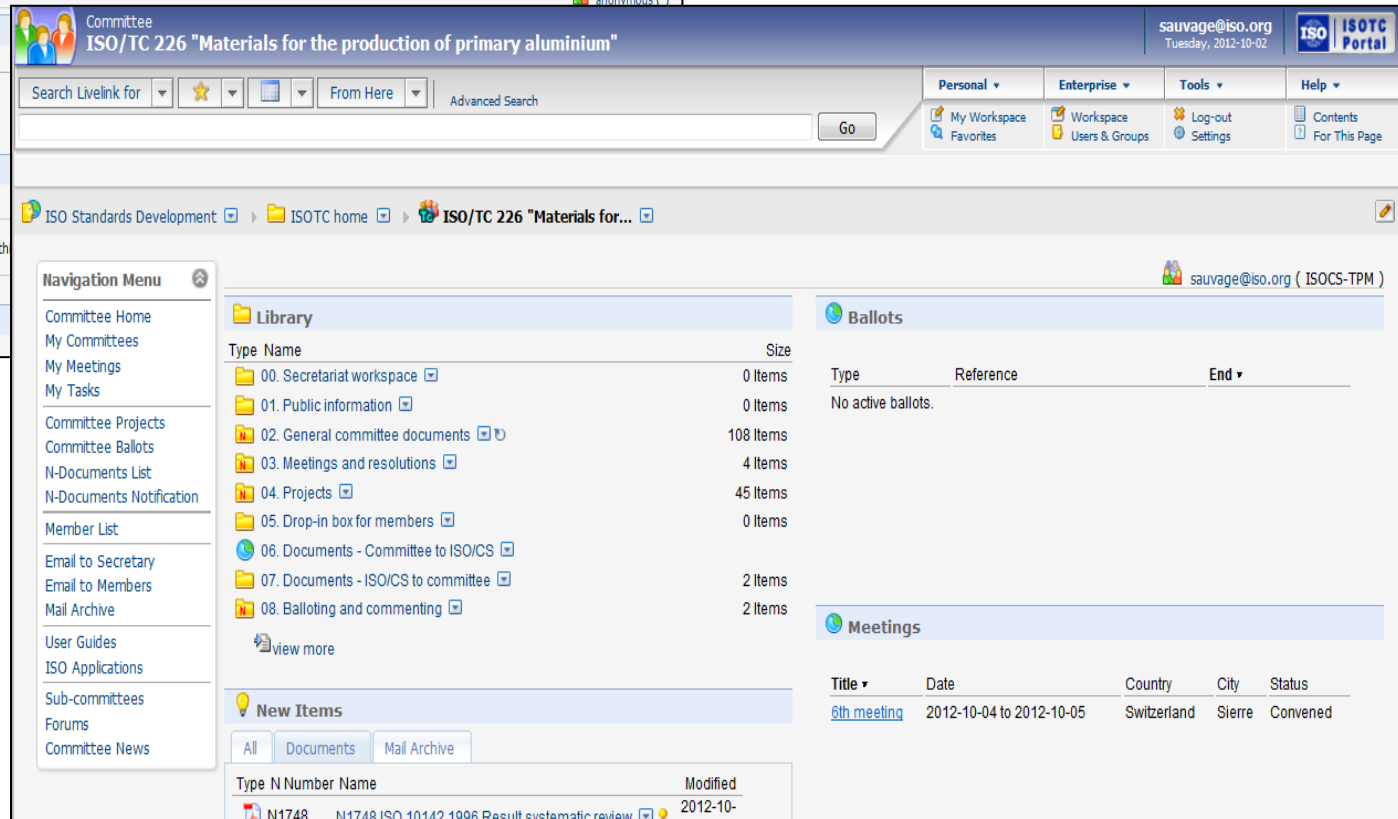 anonymous ( )
Committee
ISO/TC 226 "Materials for the production of primary aluminium"
sauvage@iso.org
Tuesday, 2012-10-02
ISO ISOTC Portal
Search Livelink for From Here Advanced Search
Go
Personal Enterprise Tools Help
My Workspace Workspace Log-out Contents
Favorites Users & Groups Settings For This Page
ISO Standards Development ISOTC home ISO/TC 226 "Materials for...
sauvage@iso.org ( ISOCS-TPM )
Navigation Menu
Committee Home
My Committees
My Meetings
My Tasks
Committee Projects
Committee Ballots
N-Documents List
N-Documents Notification
Member List
Email to Secretary
Email to Members
Mail Archive
User Guides
ISO Applications
Sub-committees
Forums
Committee News
Library
Type Name Size
00. Secretariat workspace 0 Items
01. Public information 0 Items
02. General committee documents 108 Items
03. Meetings and resolutions 4 Items
04. Projects 45 Items
05. Drop-in box for members 0 Items
06. Documents - Committee to ISO/CS
07. Documents - ISO/CS to committee 2 Items
08. Balloting and commenting 2 Items
view more
New Items
All Documents Mail Archive
Type N Number Name Modified
N1748 N1748 ISO 10142 1996 Result systematic review 2012-10-
Ballots
Type Reference End
No active ballots.
Meetings
Title Date Country City Status
6th meeting 2012-10-04 to 2012-10-05 Switzerland Sierre Convened